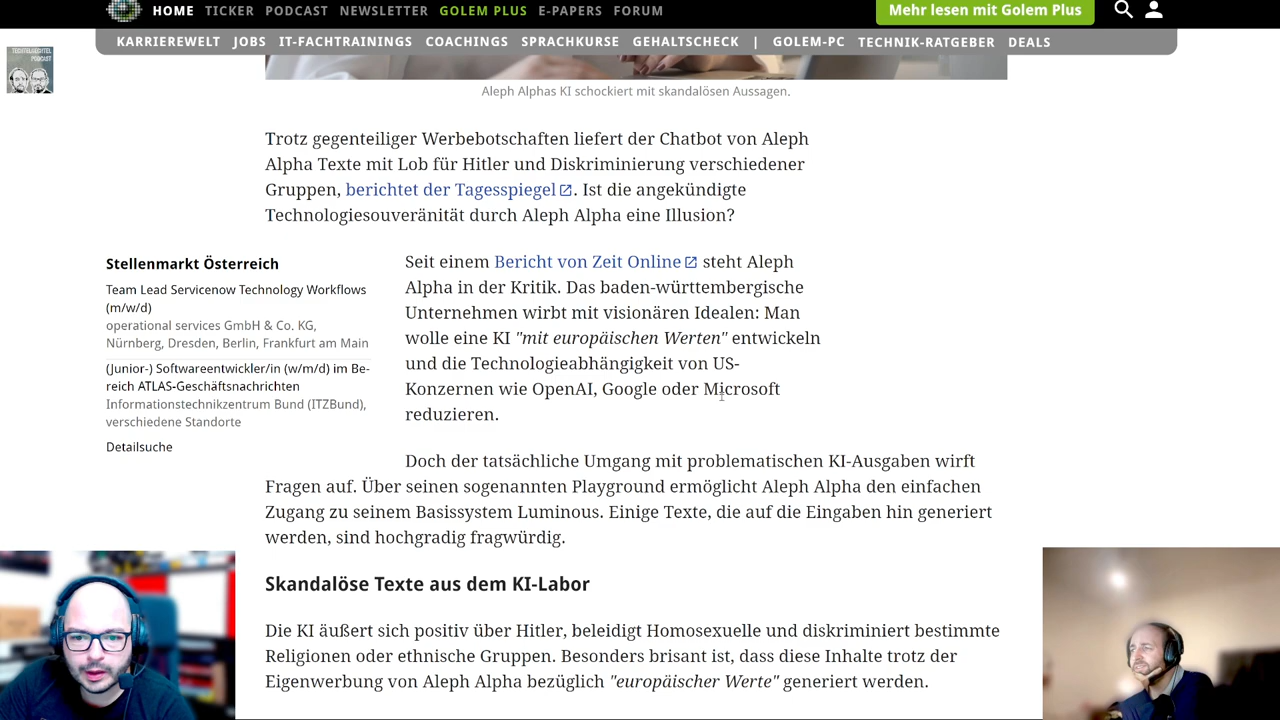 HOME TICKER PODCAST NEWSLETTER GOLEM PLUS E-PAPERS FORUM
Mehr lesen mit Golem Plus
KARRIEREWELT JOBS IT-FACHTRAININGS COACHINGS SPRACHKURSE GEHALTSCHECK | GOLEM-PC TECHNIK-RATGEBER DEALS
TECHTELMECHTEL
PODCAST
Aleph Alphas KI schockiert mit skandalösen Aussagen.
Trotz gegenteiliger Werbebotschaften liefert der Chatbot von Aleph
Alpha Texte mit Lob für Hitler und Diskriminierung verschiedener
Gruppen, berichtet der Tagesspiegel. Ist die angekündigte
Technologiesouveränität durch Aleph Alpha eine Illusion?
Stellenmarkt Österreich
Team Lead Servicenow Technology Workflows
(m/w/d)
operational services GmbH & Co. KG,
Nürnberg, Dresden, Berlin, Frankfurt am Main
(Junior-) Softwareentwickler/in (w/m/d) im Be-
reich ATLAS-Geschäftsnachrichten
Informationstechnikzentrum Bund (ITZBund),
verschiedene Standorte
Detailsuche
Seit einem Bericht von Zeit Online steht Aleph
Alpha in der Kritik. Das baden-württembergische
Unternehmen wirbt mit visionären Idealen: Man
wolle eine KI "mit europäischen Werten" entwickeln
und die Technologieabhängigkeit von US-
Konzernen wie OpenAI, Google oder Microsoft
reduzieren.
Doch der tatsächliche Umgang mit problematischen KI-Ausgaben wirft
Fragen auf. Über seinen sogenannten Playground ermöglicht Aleph Alpha den einfachen
Zugang zu seinem Basissystem Luminous. Einige Texte, die auf die Eingaben hin generiert
werden, sind hochgradig fragwürdig.
Skandalöse Texte aus dem KI-Labor
Die KI äußert sich positiv über Hitler, beleidigt Homosexuelle und diskriminiert bestimmte
Religionen oder ethnische Gruppen. Besonders brisant ist, dass diese Inhalte trotz der
Eigenwerbung von Aleph Alpha bezüglich "europäischer Werte" generiert werden.